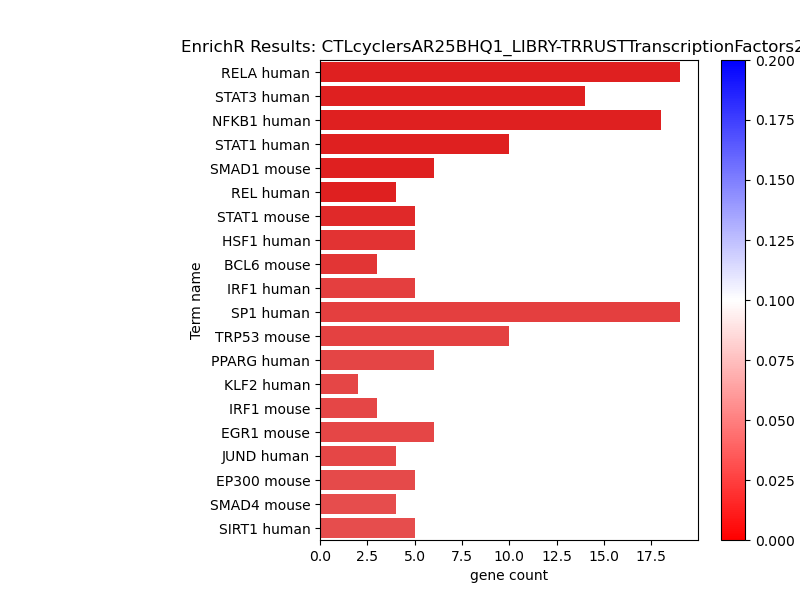 EnrichR Results: CTLcyclersAR25BHQ1_LIBRY-TRRUSTTranscriptionFactors2
RELA human
STAT3 human
NFKB1 human
STAT1 human
SMAD1 mouse
REL human
STAT1 mouse
HSF1 human
BCL6 mouse
IRF1 human
SP1 human
TRP53 mouse
PPARG human
KLF2 human
IRF1 mouse
EGR1 mouse
JUND human
EP300 mouse
SMAD4 mouse
SIRT1 human
Term name
0.0 2.5 5.0 7.5 10.0 12.5 15.0 17.5
gene count
0.200
0.175
0.150
0.125
0.100
0.075
0.050
0.025
0.000